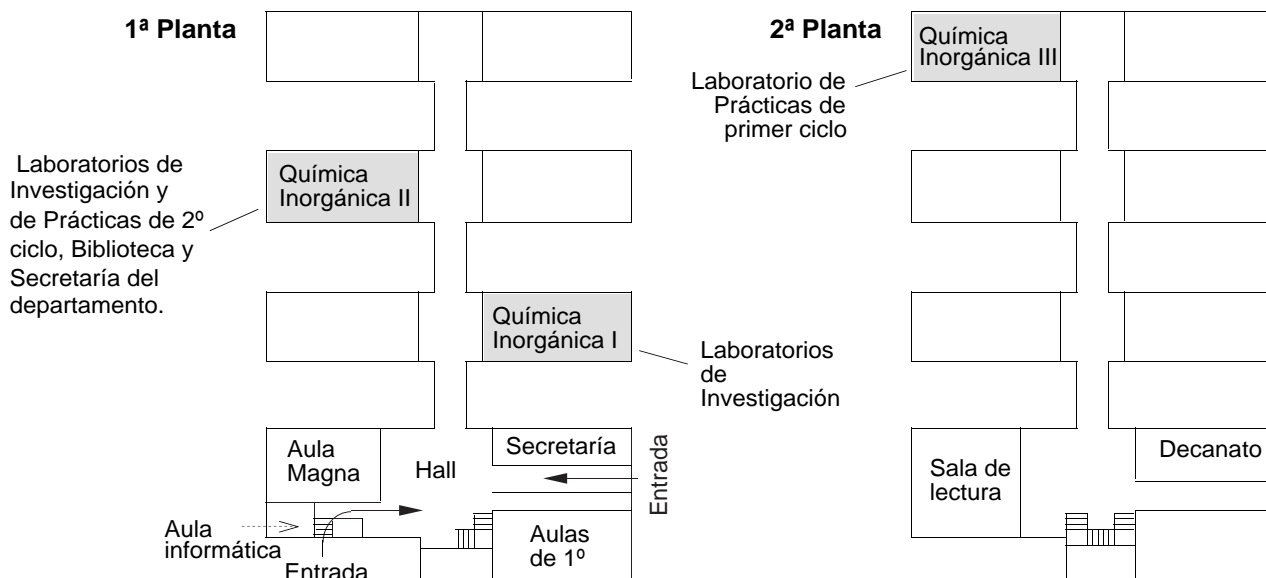 1ª Planta
Laboratorios de
Investigación y
de Prácticas de 2º
ciclo, Biblioteca y
Secretaría del
departamento.
Química
Inorgánica II
Química
Inorgánica I
Laboratorios
de
Investigación
Aula
Magna
Hall
Secretaría
Entrada
Aula
informática
Entrada
Aulas
de 1º
2ª Planta
Química
Inorgánica III
Laboratorio de
Prácticas de
primer ciclo
Sala de
lectura
Decanato